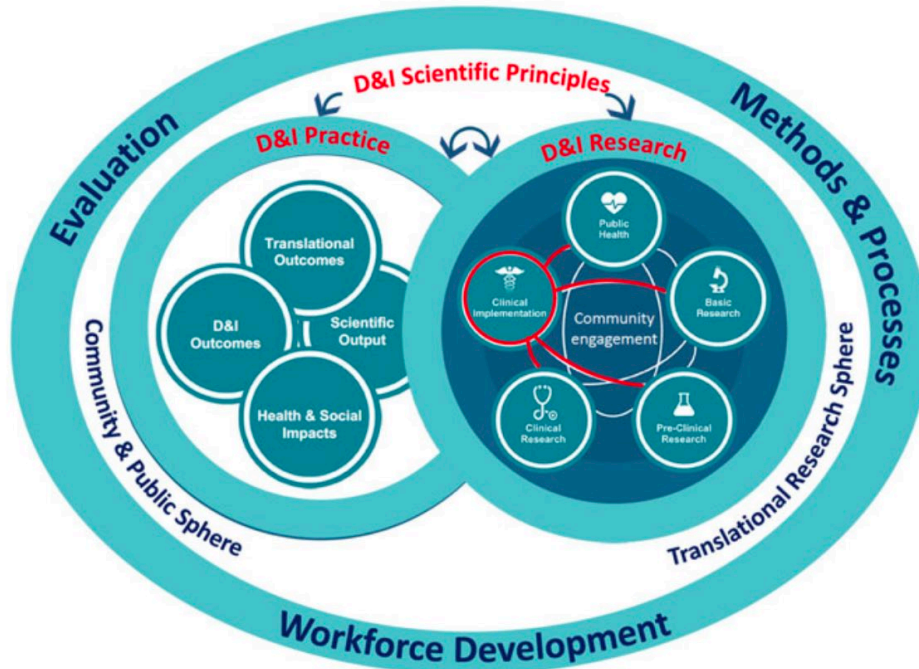 D&I Scientific Principles
Evaluation
Methods & Processes
D&I Practice
D&I Research
Translational
Outcomes
D&I
Outcomes
Scientific
Output
Health & Social
Impacts
Public
Health
Clinical
Implementation
Basic
Research
Community
engagement
Clinical
Research
Pre-Clinical
Research
Community & Public Sphere
Translational Research Sphere
Workforce Development